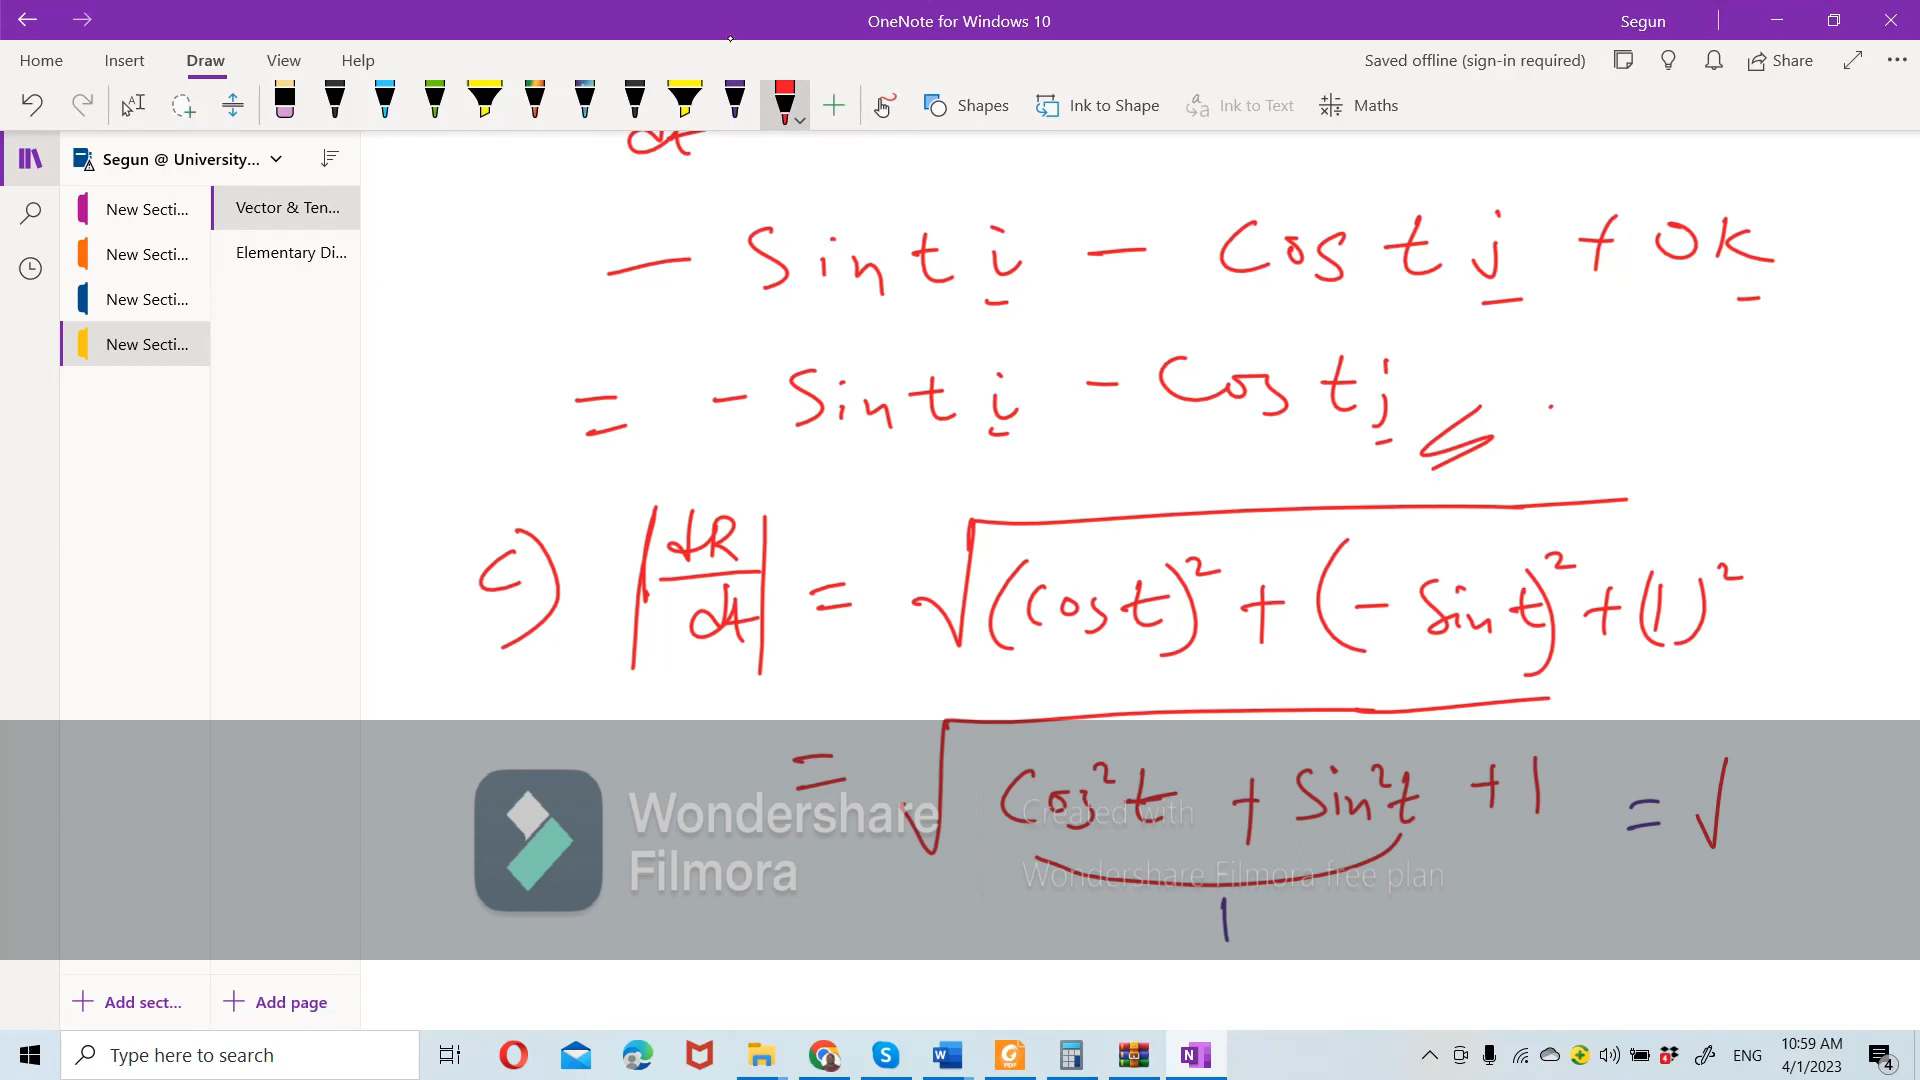 OneNote for Windows 10
Segun
Home Insert Draw View Help
Saved offline (sign-in required)
Share
Shapes
Ink to Shape
Ink to Text
Maths
Segun @ University...
New Secti...
New Secti...
New Secti...
New Secti...
Vector & Ten...
Elementary Di...
dt
- Sin t i - Cos t j + 0k
= - Sin t i - Cos t j
c) |dR/dt| = √(Cos t)² + (- Sin t)² + (1)²
= √Cos²t + Sin²t + 1 = √
1
Wondershare
Filmora
Created with
Wondershare Filmora free plan
Add sect...
Add page
Type here to search
ENG
10:59 AM
4/1/2023
4